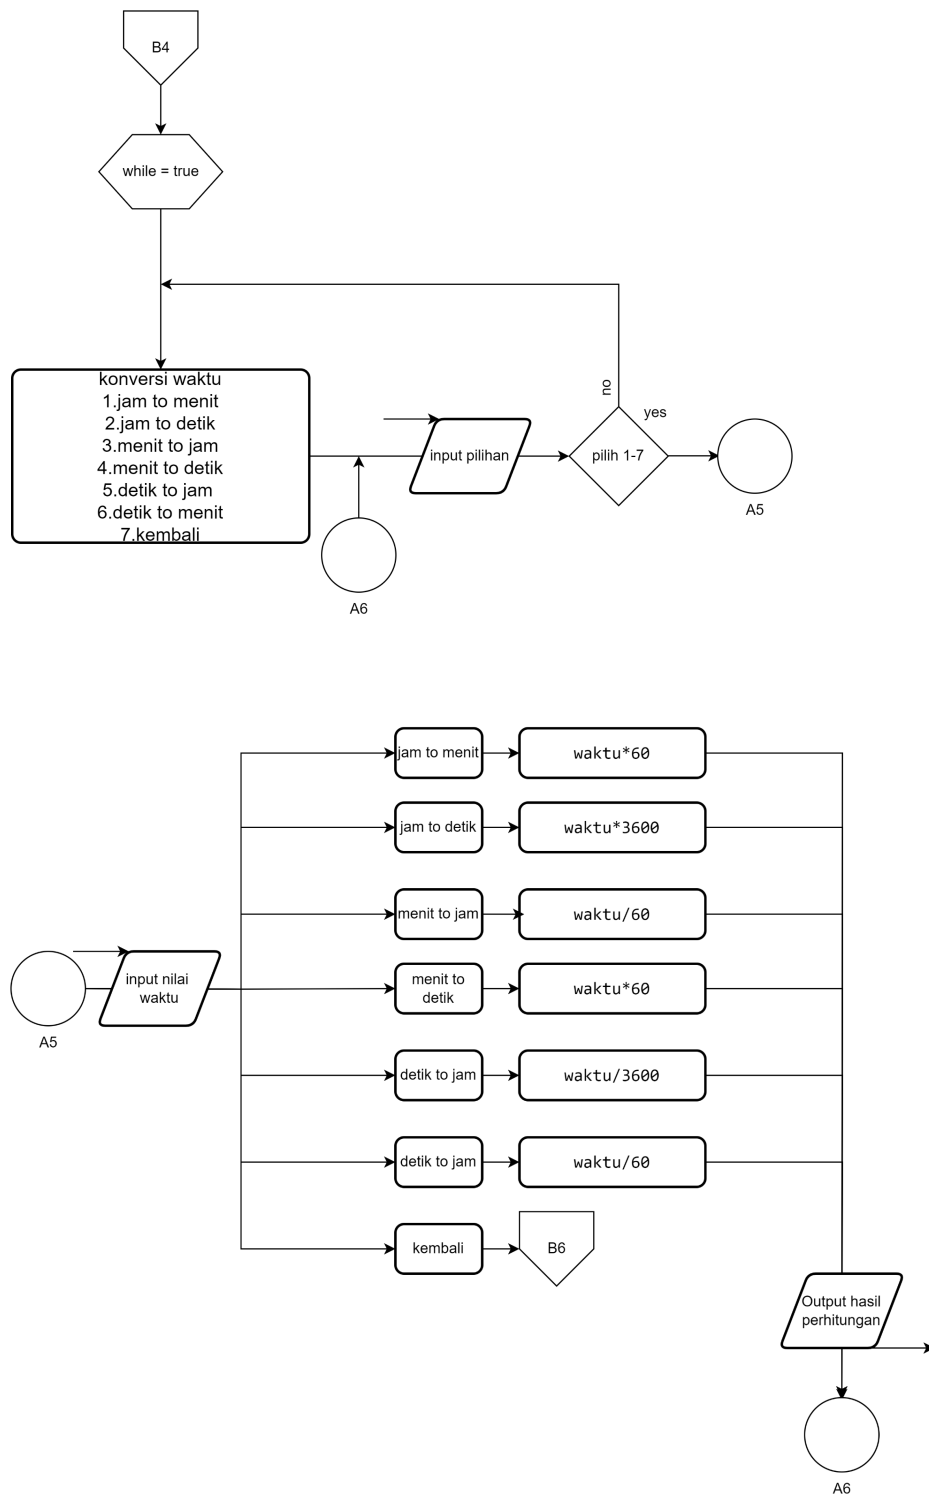 B4
while = true
konversi waktu
1.jam to menit
2.jam to detik
3.menit to jam
4.menit to detik
5.detik to jam
6.detik to menit
7.kembali
input pilihan
no
yes
pilih 1-7
A5
A6
jam to menit
waktu*60
jam to detik
waktu*3600
menit to jam
waktu/60
A5
input nilai
waktu
menit to
detik
waktu*60
detik to jam
waktu/3600
detik to jam
waktu/60
kembali
B6
Output hasil
perhitungan
A6